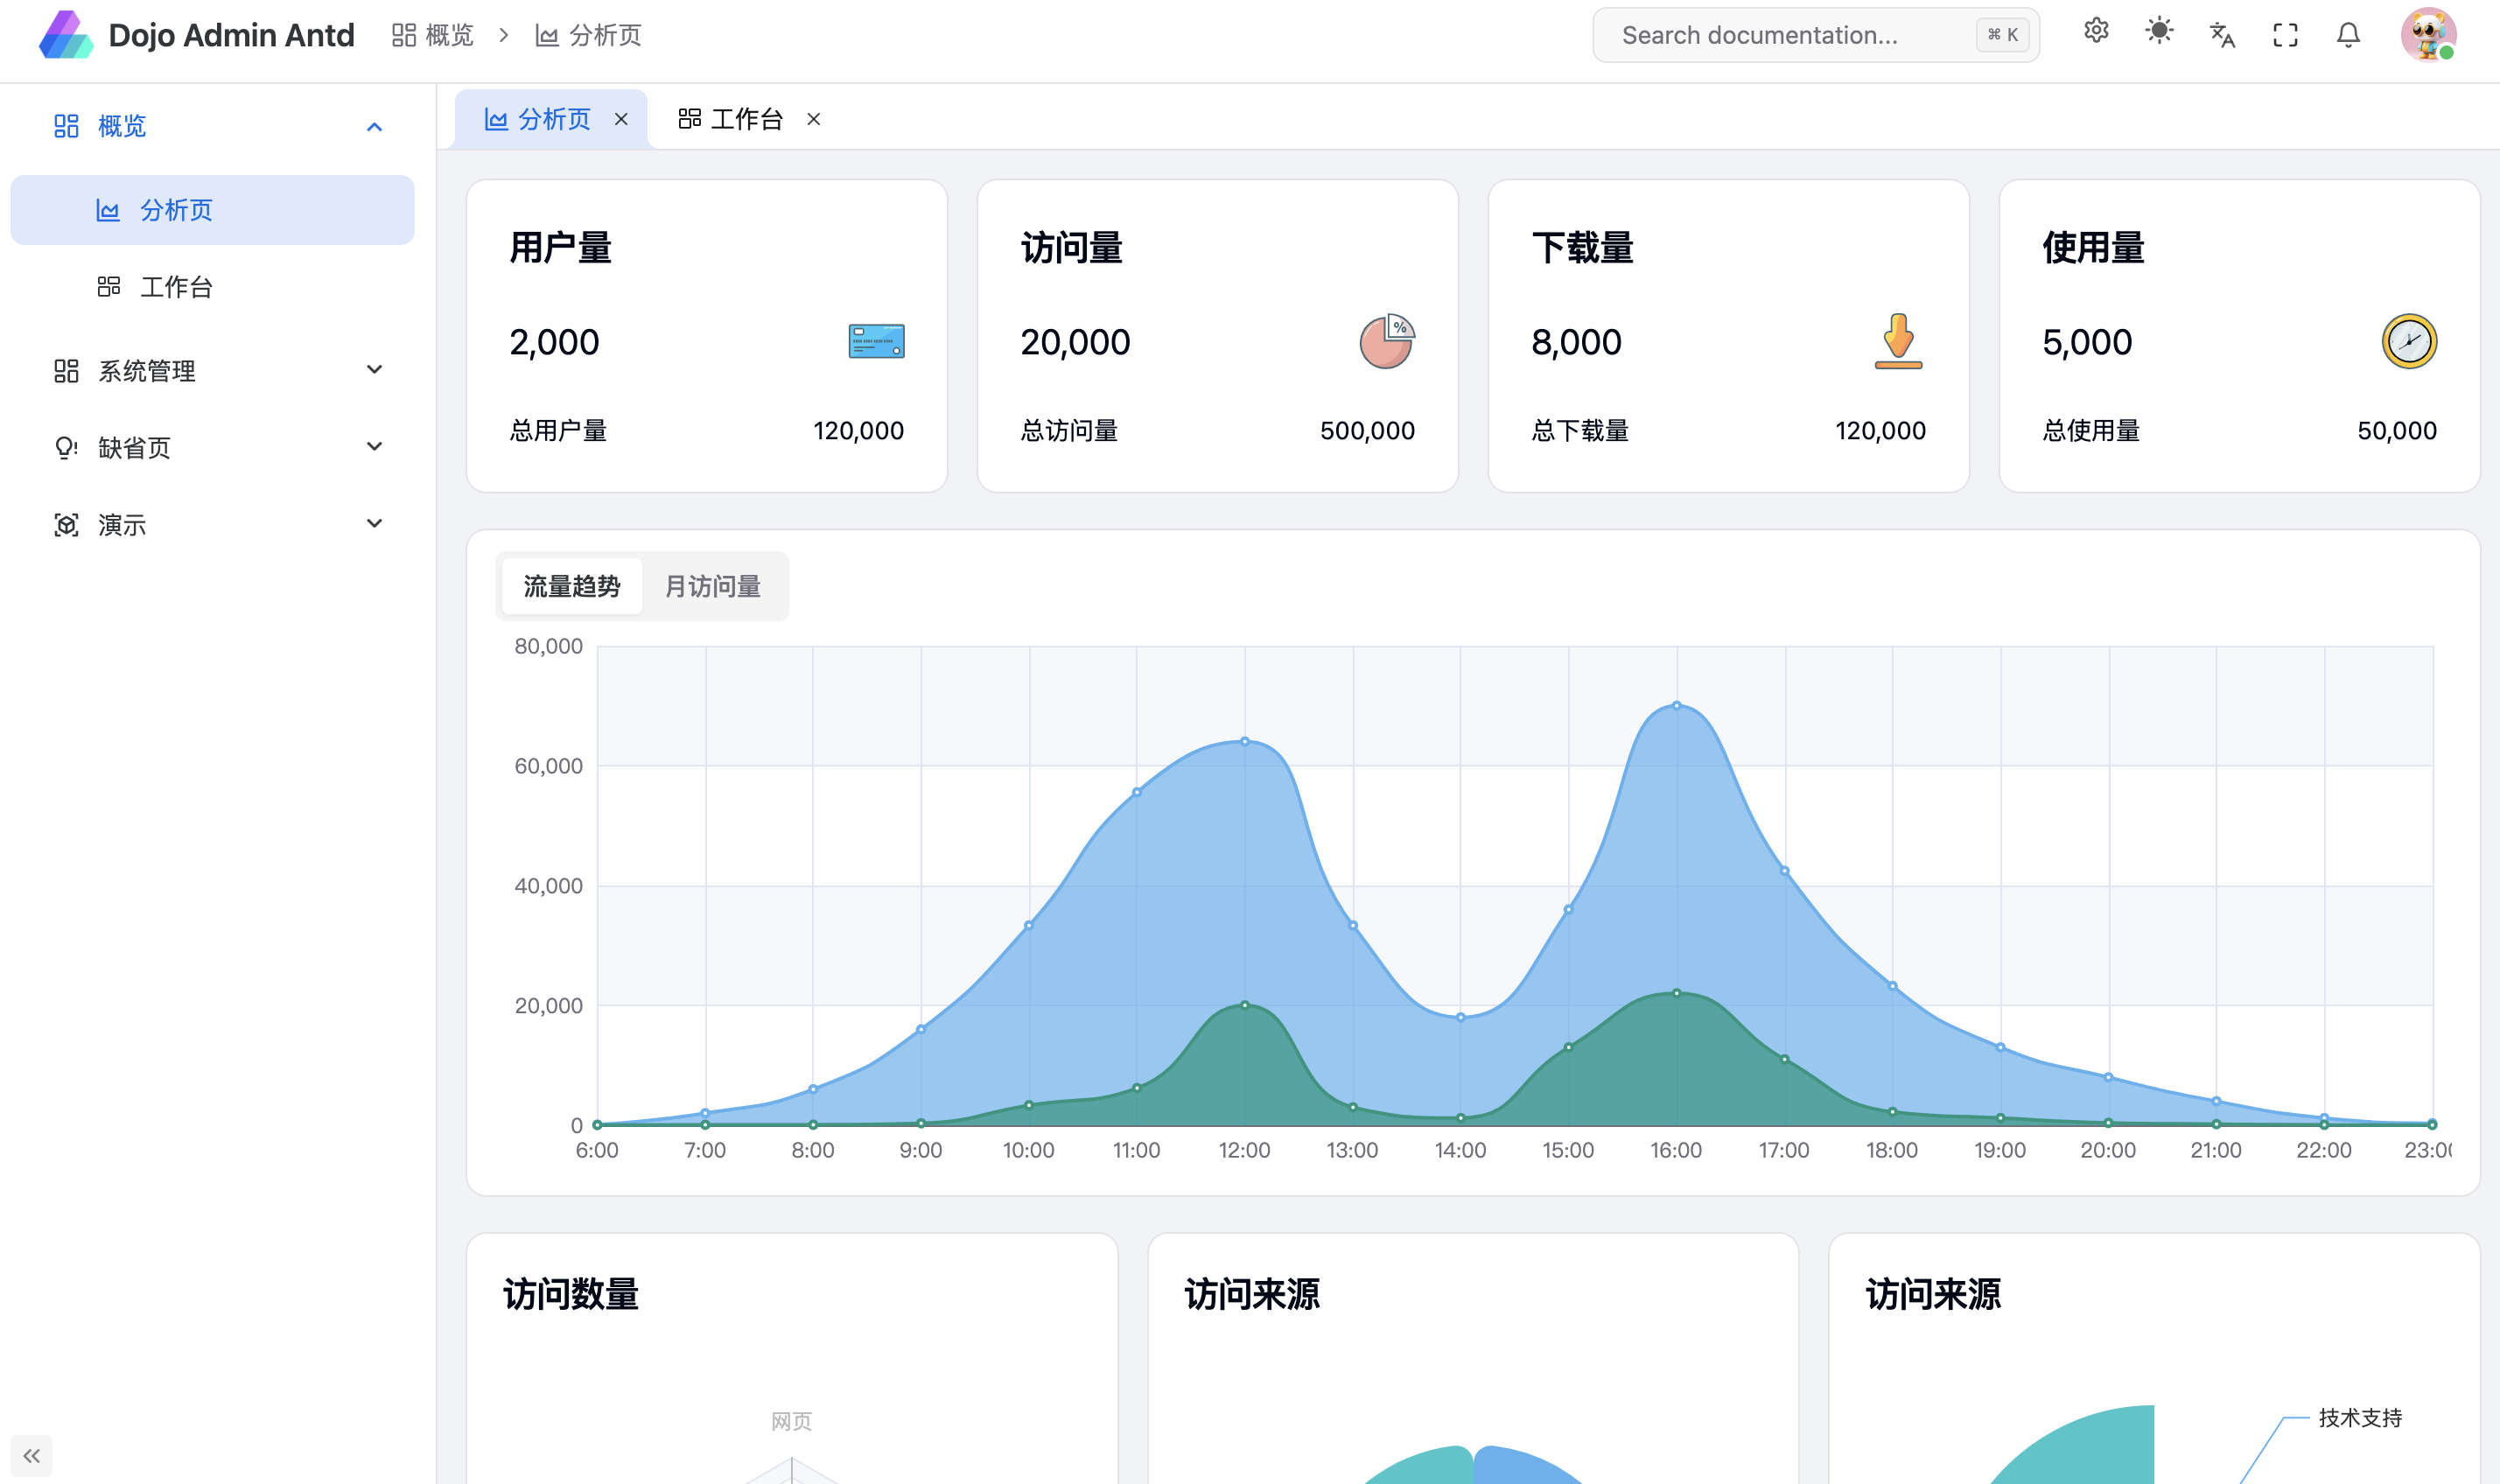 Dojo Admin Antd
概览
分析页
Search documentation...
⌘ K
概览
分析页
工作台
系统管理
缺省页
演示
分析页
工作台
用户量
2,000
总用户量 120,000
访问量
20,000
%
总访问量 500,000
下载量
8,000
总下载量 120,000
使用量
5,000
总使用量 50,000
流量趋势 月访问量
80,000
60,000
40,000
20,000
0
6:00 7:00 8:00 9:00 10:00 11:00 12:00 13:00 14:00 15:00 16:00 17:00 18:00 19:00 20:00 21:00 22:00 23:00
访问数量
网页
访问来源
访问来源
技术支持